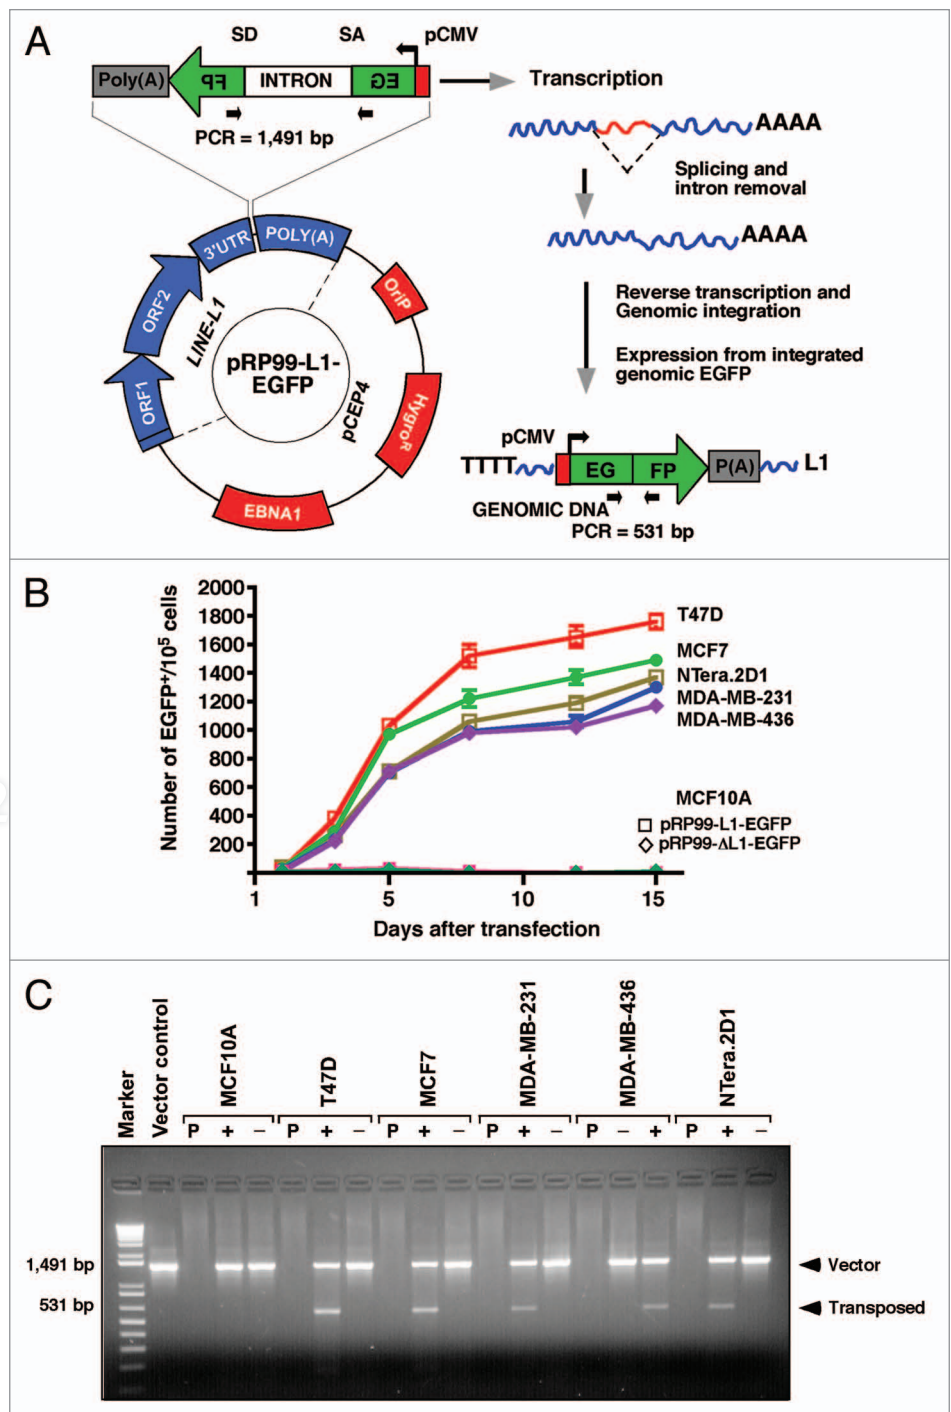 A
SD SA pCMV
Poly(A) FP INTRON EG
PCR = 1,491 bp
Transcription
AAAA
Splicing and
intron removal
AAAA
Reverse transcription and
Genomic integration
Expression from integrated
genomic EGFP
3'UTR POLY(A)
ORF2
LINE-L1
ORF1
OriP
HygroR
pCEP4
EBNA1
pRP99-L1-
EGFP
pCMV
TTTT EG FP P(A) L1
GENOMIC DNA
PCR = 531 bp
B
Number of EGFP+/10⁵ cells
2000
1800
1600
1400
1200
1000
800
600
400
200
1 5 10 15
Days after transfection
T47D
MCF7
NTera.2D1
MDA-MB-231
MDA-MB-436
MCF10A
pRP99-L1-EGFP
pRP99-ΔL1-EGFP
C
Marker
Vector control
MCF10A
T47D
MCF7
MDA-MB-231
MDA-MB-436
NTera.2D1
P + − P + − P + − P + − P − + P + −
1,491 bp
531 bp
Vector
Transposed